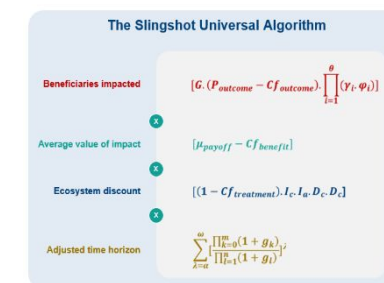 The Slingshot Universal Algorithm
θ
Beneficiaries impacted [G.(P_outcome − Cf_outcome).∏(γ_i.φ_i)]
i=1
x
Average value of impact [μ_payoff − Cf_benefit]
x
Ecosystem discount [(1 − Cf_treatment).I_c.I_a.D_c.D_c]
x
ω
Adjusted time horizon ∑[∏_{k=0}^{m}(1 + g_k) / ∏_{l=1}^{n}(1 + g_l)]^j
λ=α